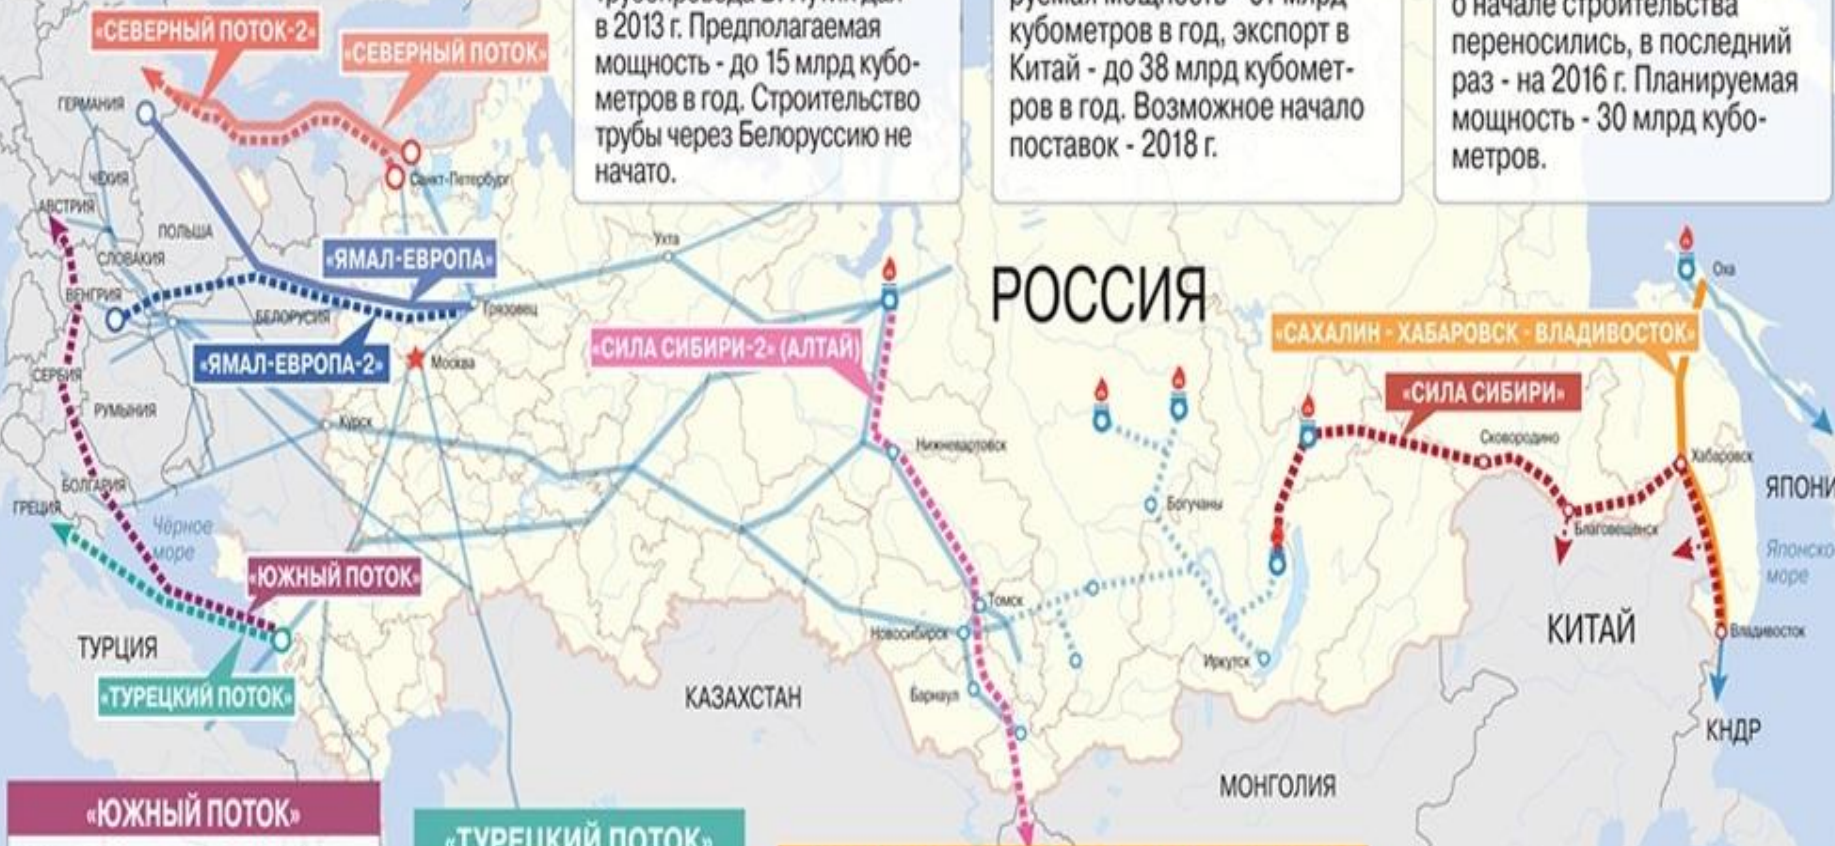 в 2013 г. Предполагаемая
мощность - до 15 млрд кубо-
метров в год. Строительство
трубы через Белоруссию не
начато.
кубометров в год, экспорт в
Китай - до 38 млрд кубомет-
ров в год. Возможное начало
поставок - 2018 г.
о начале строительства
переносились, в последний
раз - на 2016 г. Планируемая
мощность - 30 млрд кубо-
метров.
«СЕВЕРНЫЙ ПОТОК-2»
«СЕВЕРНЫЙ ПОТОК»
ГЕРМАНИЯ
Санкт-Петербург
ЧЕХИЯ
АВСТРИЯ
ПОЛЬША
СЛОВАКИЯ
«ЯМАЛ-ЕВРОПА»
Ухта
РОССИЯ
Оха
ВЕНГРИЯ
БЕЛОРУСИЯ
Грязовец
«САХАЛИН - ХАБАРОВСК - ВЛАДИВОСТОК»
«СИЛА СИБИРИ-2» (АЛТАЙ)
«ЯМАЛ-ЕВРОПА-2»
Москва
СЕРБИЯ
«СИЛА СИБИРИ»
РУМЫНИЯ
Курск
Нижневартовск
Сковородино
Хабаровск
БОЛГАРИЯ
ЯПОНИ
ГРЕЦИЯ
Богучаны
Чёрное
море
Благовещенск
Японско
море
«ЮЖНЫЙ ПОТОК»
Томск
Новосибирск
КИТАЙ
Владивосток
ТУРЦИЯ
Иркутск
«ТУРЕЦКИЙ ПОТОК»
КАЗАХСТАН
Барнаул
КНДР
МОНГОЛИЯ
«ЮЖНЫЙ ПОТОК»
«ТУРЕЦКИЙ ПОТОК»